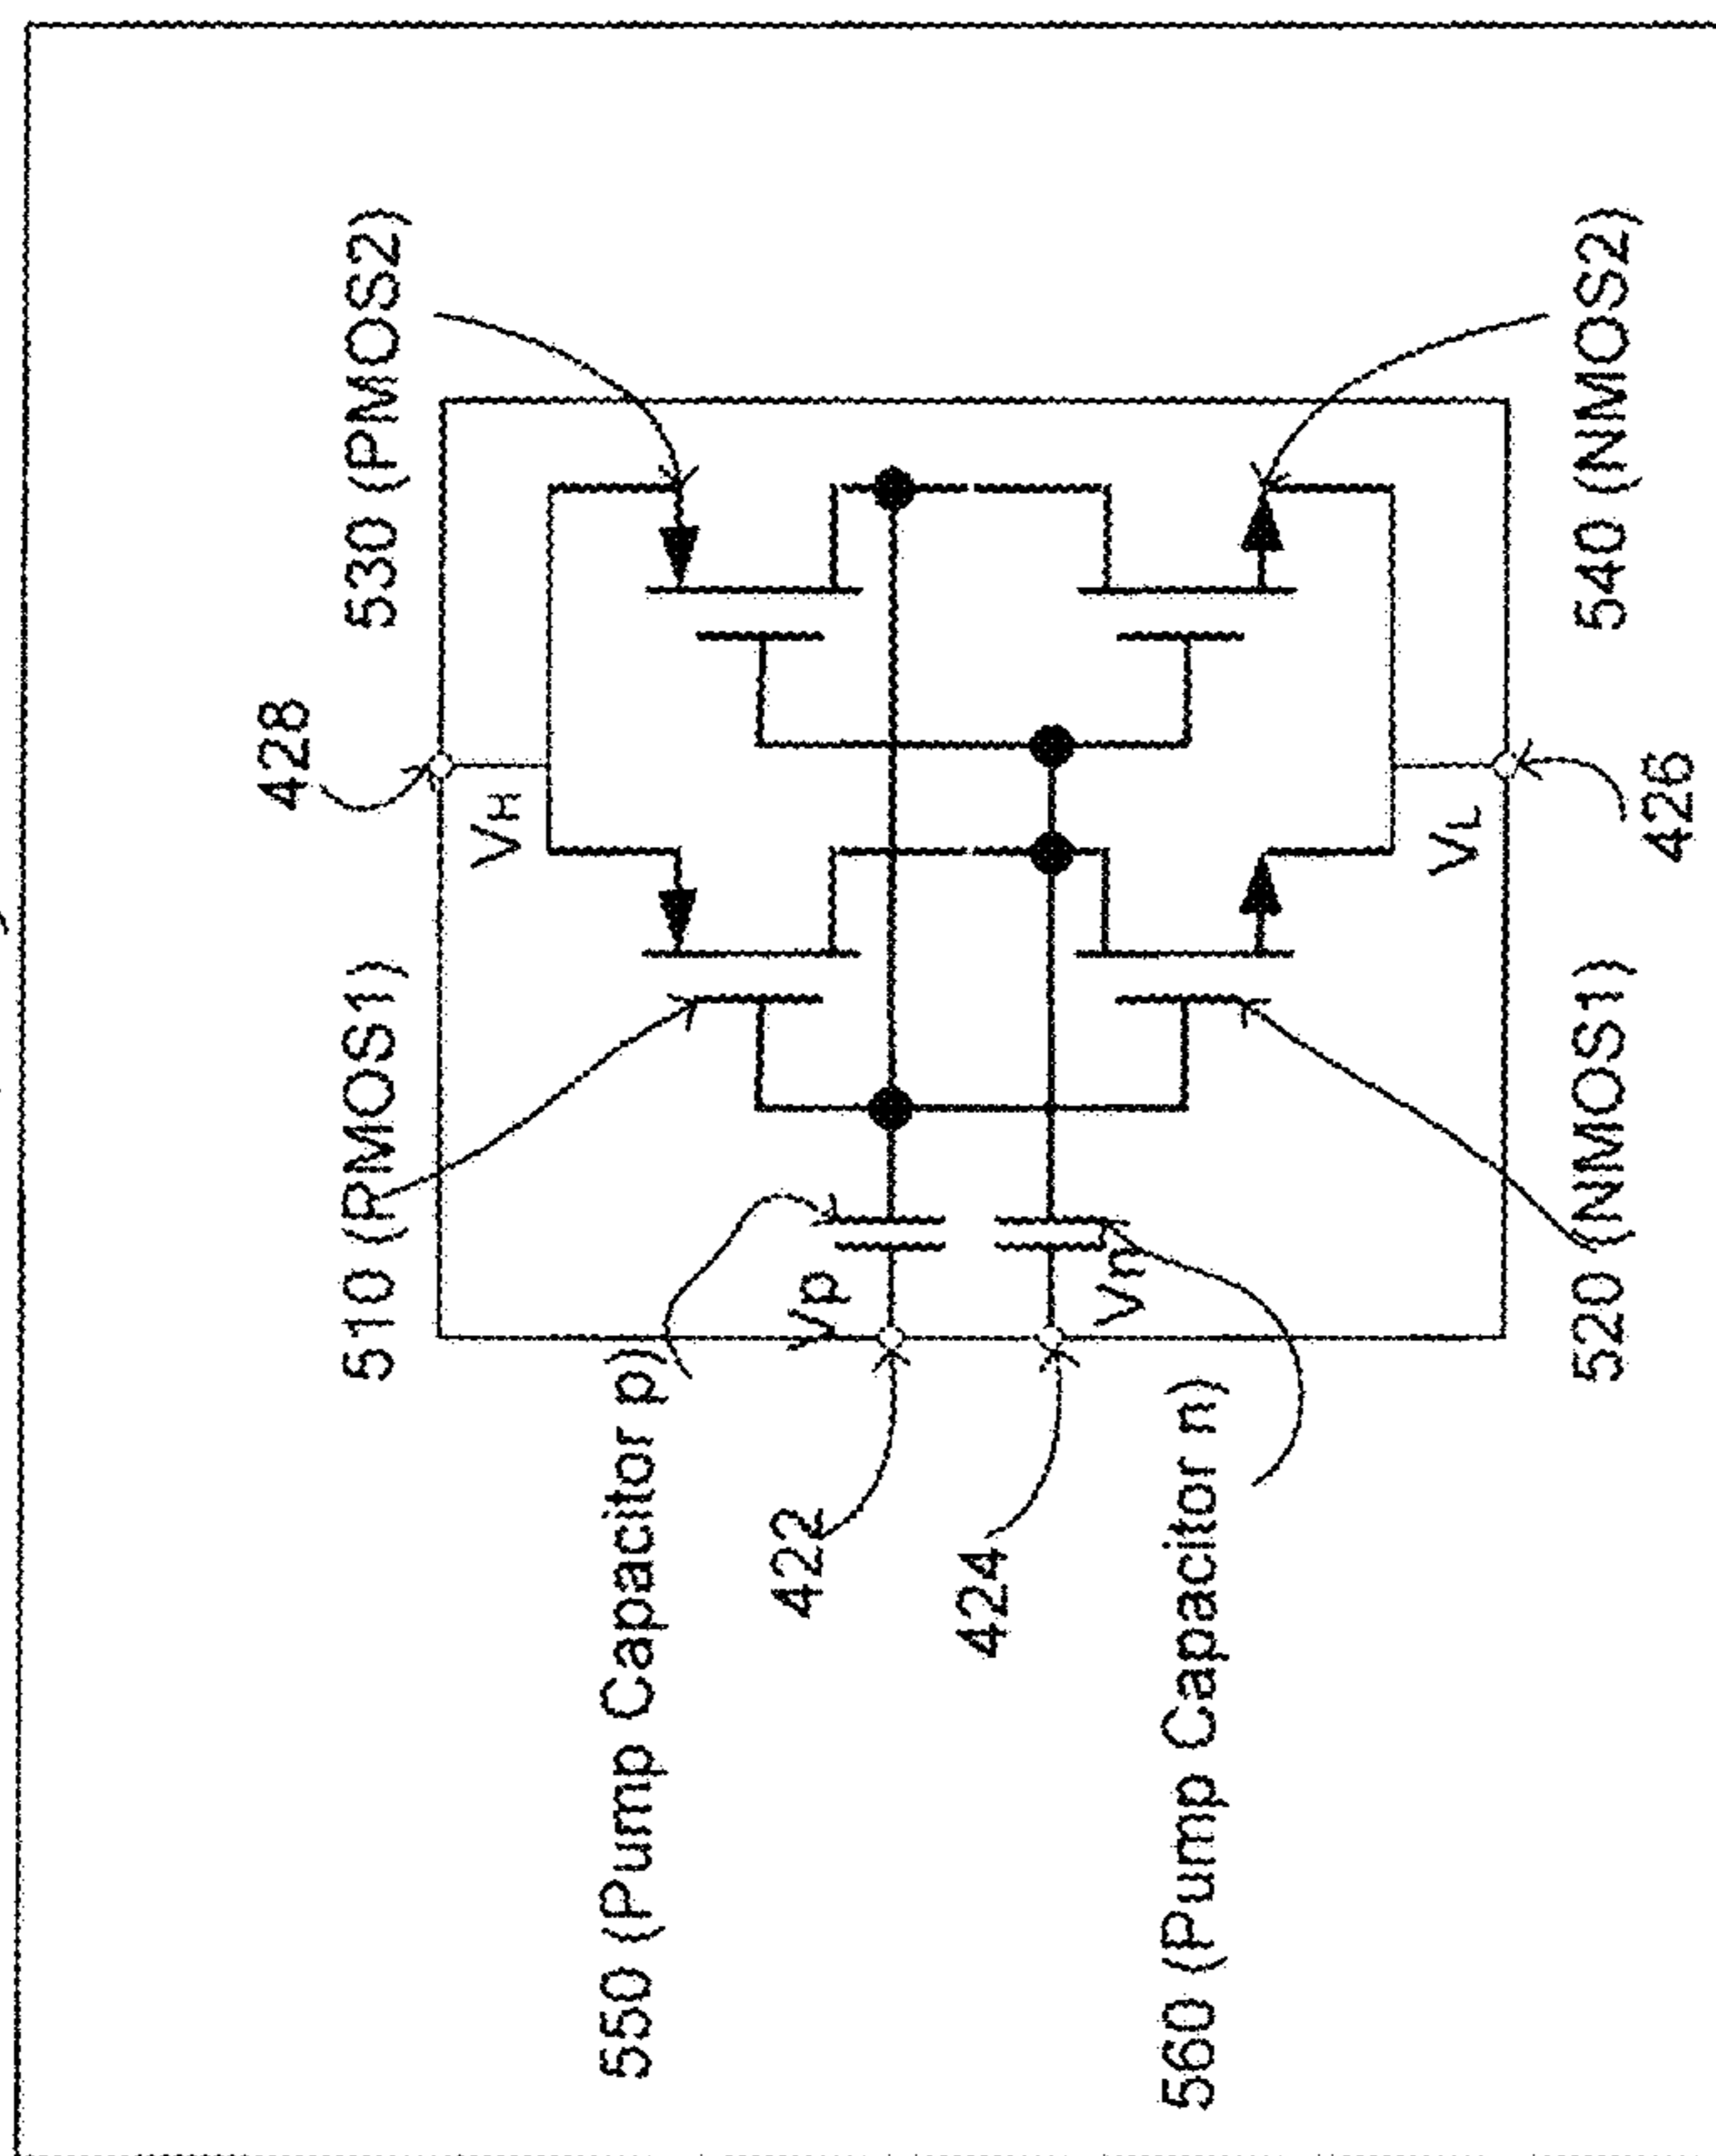 428
510 (PMOS1)
530 (PMOS2)
VH
550 (Pump Capacitor p)
Vp
422
424
Vn
560 (Pump Capacitor n)
VL
520 (NMOS1)
540 (NMOS2)
426